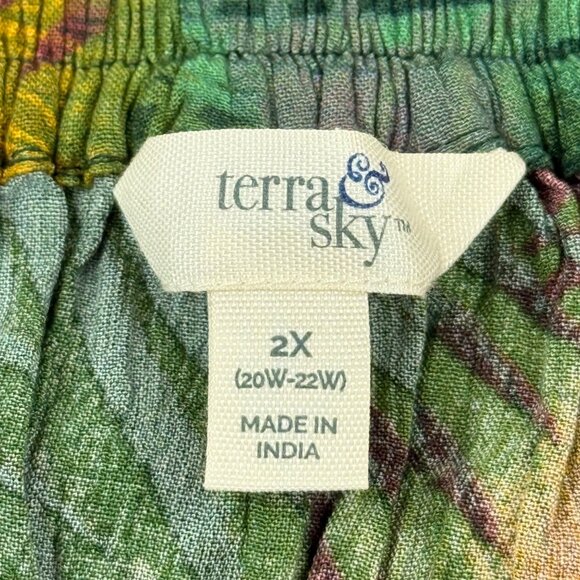 terra &
sky™
2X
(20W-22W)
MADE IN
INDIA